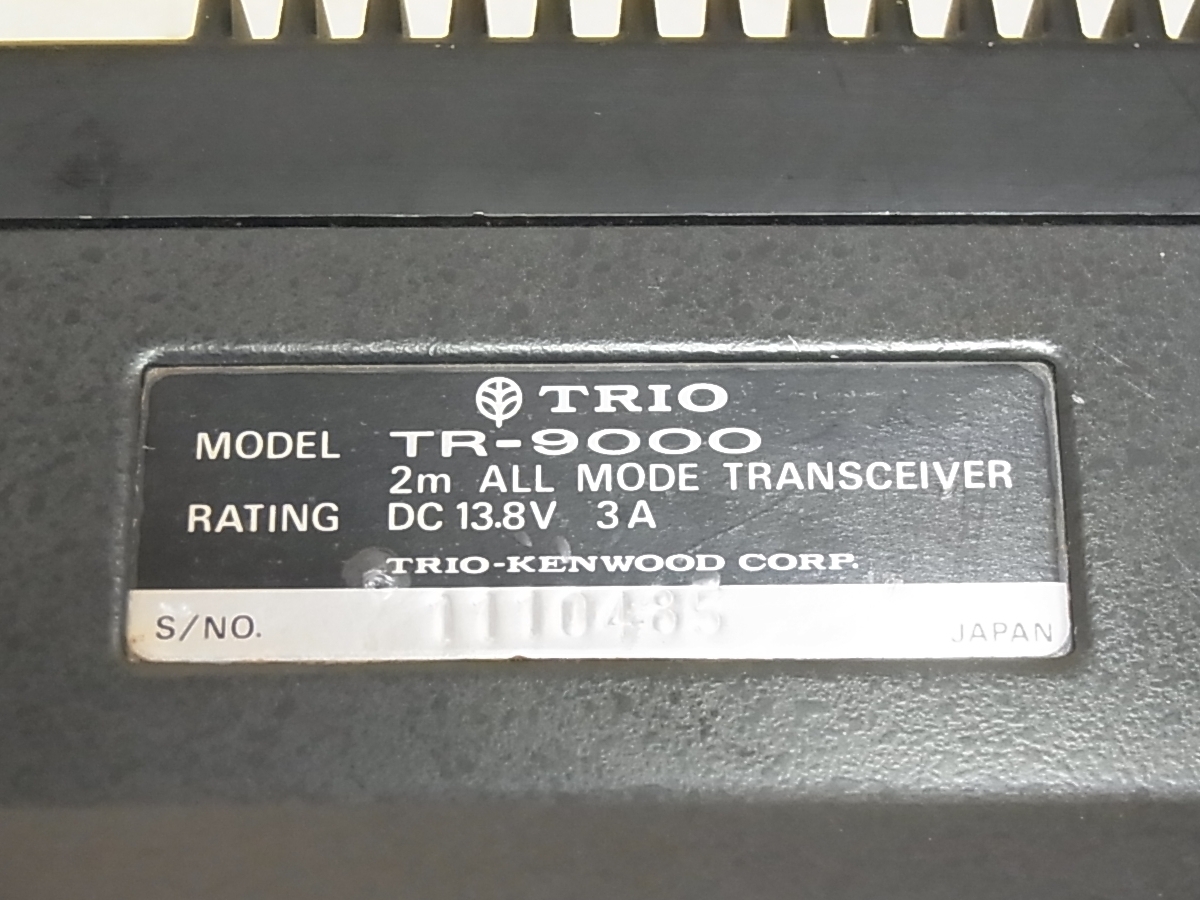 TRIO
MODEL TR-9000
2m ALL MODE TRANSCEIVER
RATING DC 13.8V 3A
TRIO-KENWOOD CORP.
S/NO. 1110485 JAPAN